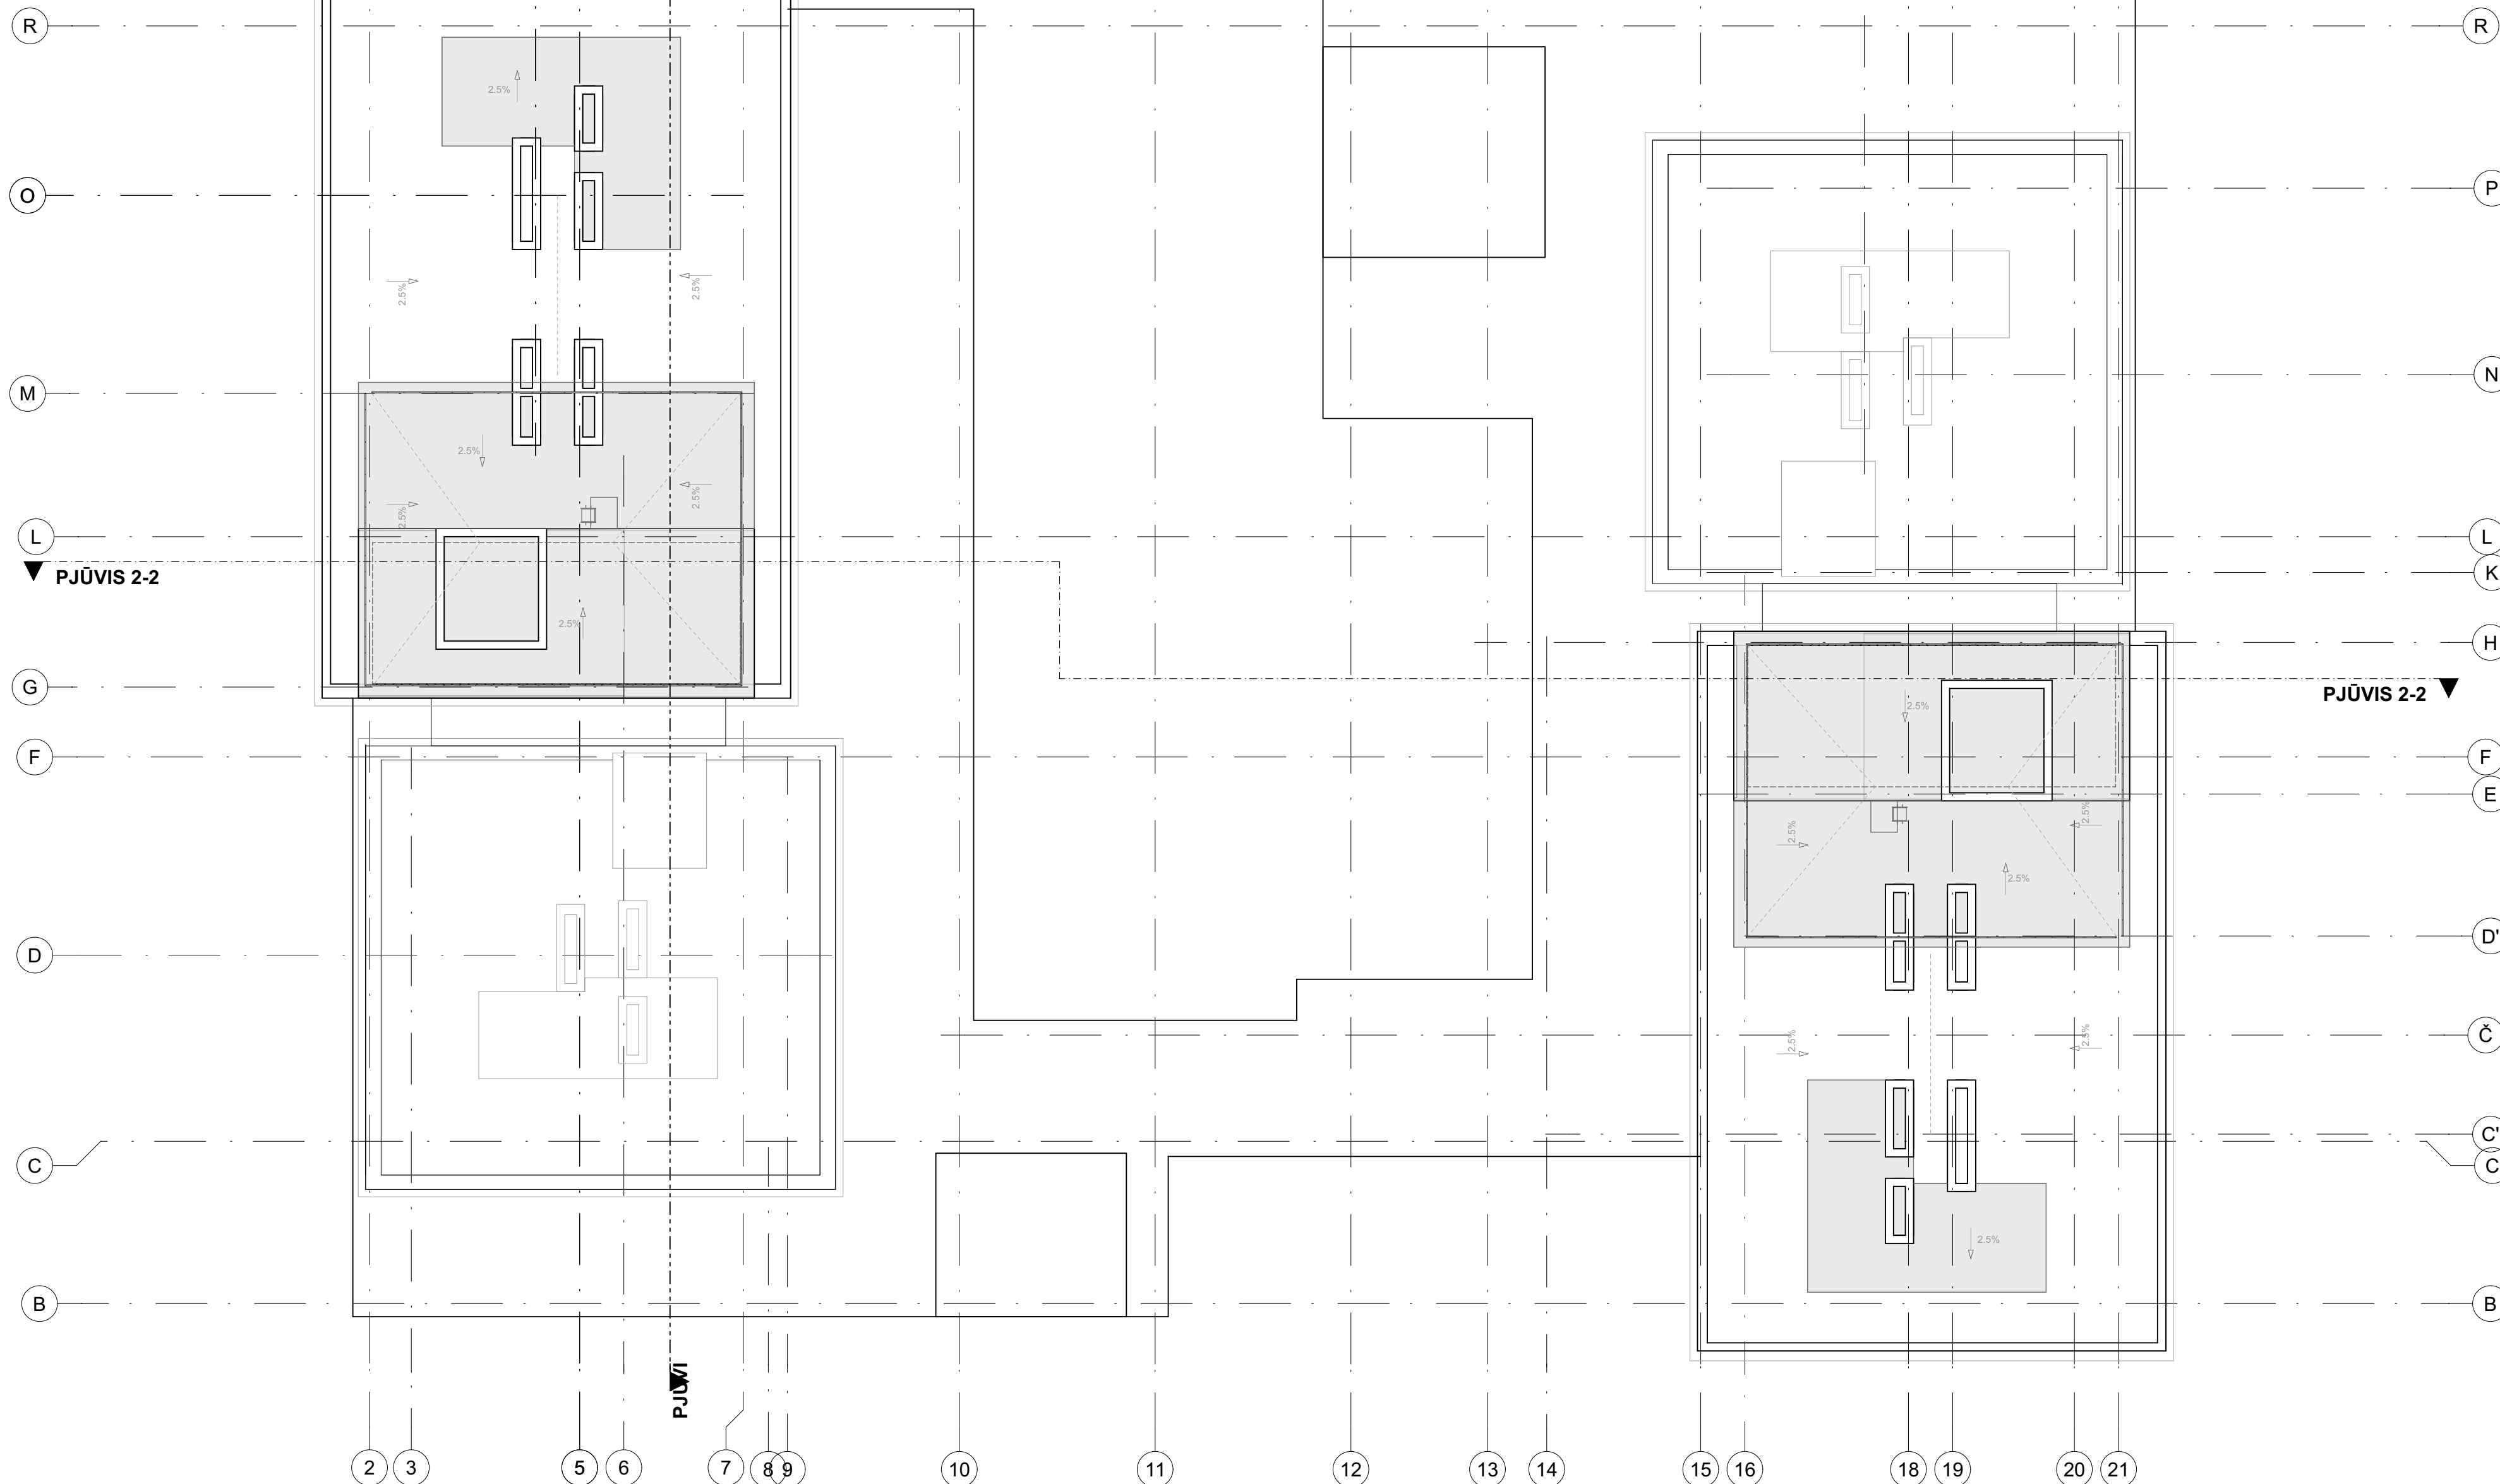 R R
2.5%
O P
2.5% 2.5%
M N
2.5%
2.5% 2.5%
L L
K
PJŪVIS 2-2
2.5%
H
G
PJŪVIS 2-2
2.5%
F F
E
2.5% 2.5%
2.5%
D D'
Č
2.5% 2.5%
C'
C C
2.5%
B B
PJŪVI
2 3 5 6 7 8 9 10 11 12 13 14 15 16 18 19 20 21